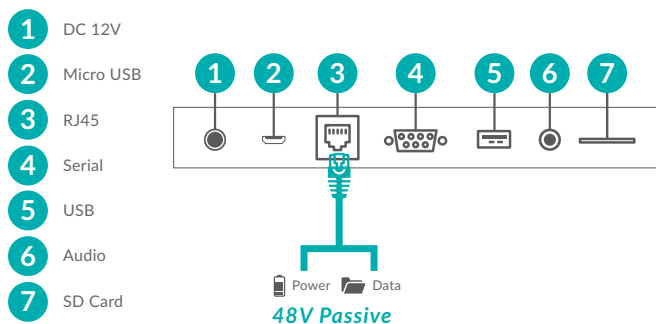 1 DC 12V
2 Micro USB
3 RJ45
4 Serial
5 USB
6 Audio
7 SD Card
1 2 3 4 5 6 7
Power Data
48V Passive